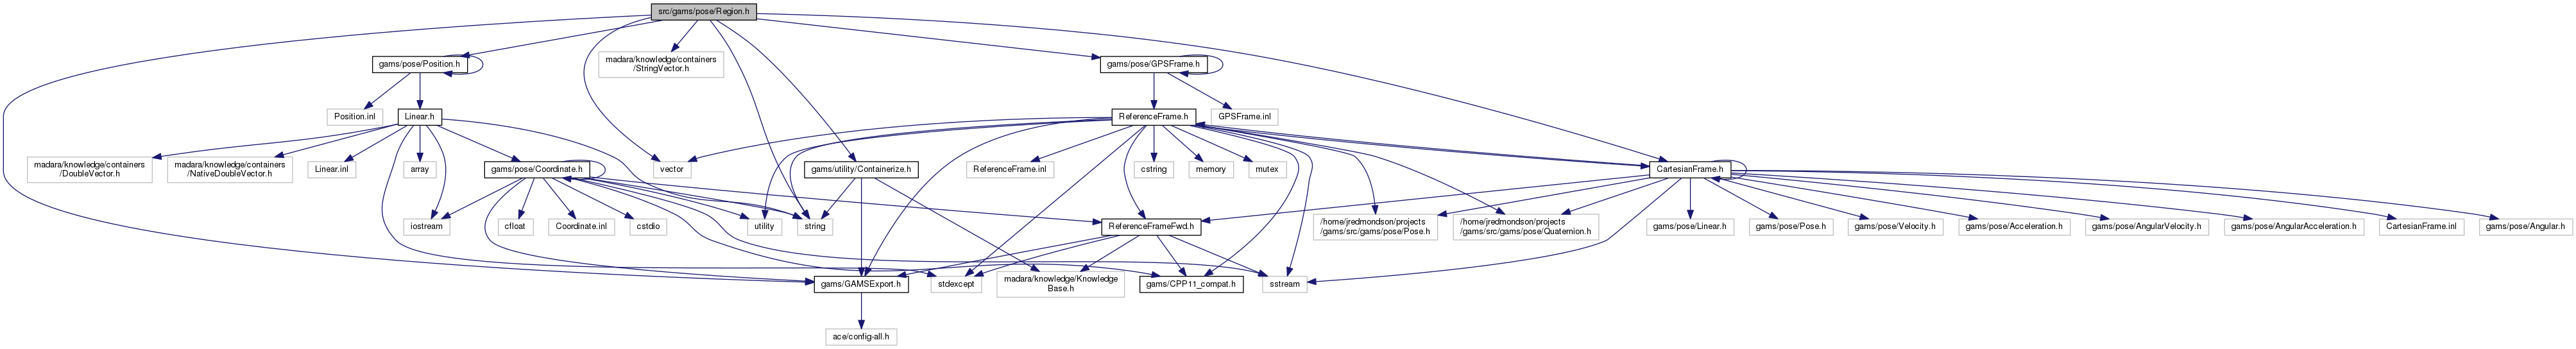 src/gams/pose/Region.h
madara/knowledge/containers
/StringVector.h
gams/pose/Position.h
gams/pose/GPSFrame.h
Position.inl
Linear.h
ReferenceFrame.h
GPSFrame.inl
madara/knowledge/containers
/DoubleVector.h
madara/knowledge/containers
/NativeDoubleVector.h
Linear.inl
array
gams/pose/Coordinate.h
vector
gams/utility/Containerize.h
ReferenceFrame.inl
cstring
memory
mutex
CartesianFrame.h
iostream
cfloat
Coordinate.inl
cstdio
utility
string
ReferenceFrameFwd.h
/home/jredmondson/projects
/gams/src/gams/pose/Pose.h
/home/jredmondson/projects
/gams/src/gams/pose/Quaternion.h
gams/pose/Linear.h
gams/pose/Pose.h
gams/pose/Velocity.h
gams/pose/Acceleration.h
gams/pose/AngularVelocity.h
gams/pose/AngularAcceleration.h
CartesianFrame.inl
gams/pose/Angular.h
gams/GAMSExport.h
stdexcept
madara/knowledge/Knowledge
Base.h
gams/CPP11_compat.h
sstream
ace/config-all.h